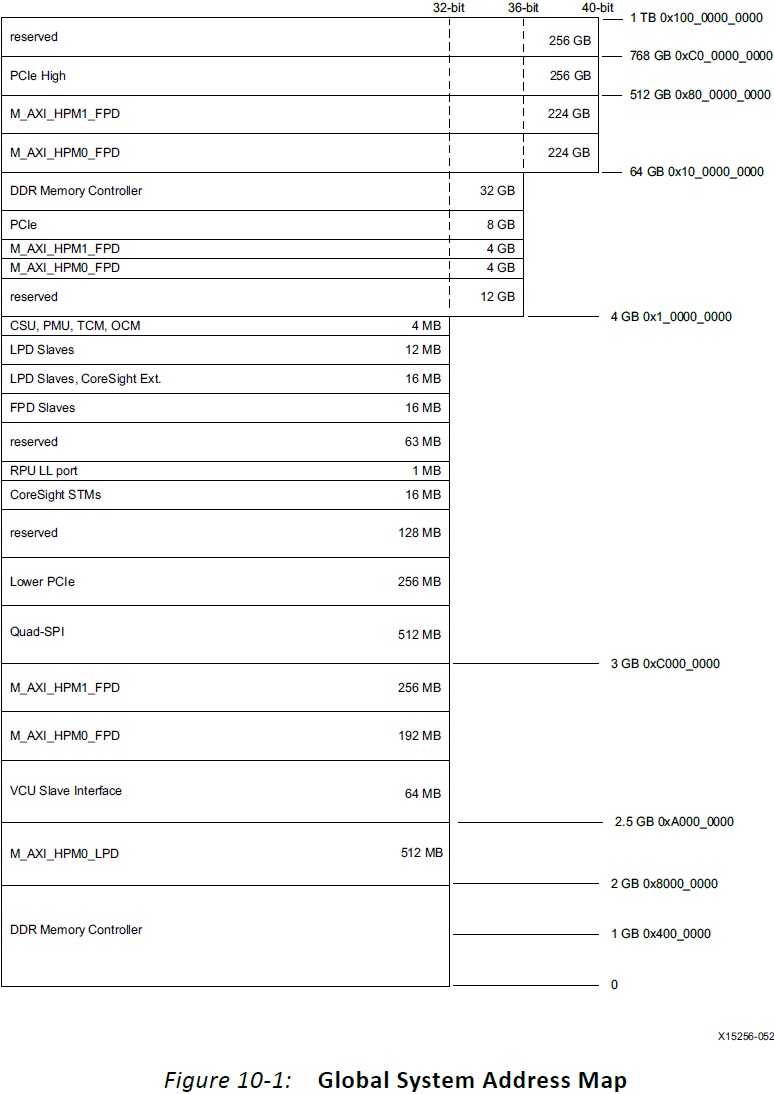 32-bit 36-bit 40-bit
1 TB 0x100_0000_0000
reserved 256 GB
768 GB 0xC0_0000_0000
PCIe High 256 GB
512 GB 0x80_0000_0000
M_AXI_HPM1_FPD 224 GB
M_AXI_HPM0_FPD 224 GB
64 GB 0x10_0000_0000
DDR Memory Controller 32 GB
PCIe 8 GB
M_AXI_HPM1_FPD 4 GB
M_AXI_HPM0_FPD 4 GB
reserved 12 GB
4 GB 0x1_0000_0000
CSU, PMU, TCM, OCM 4 MB
LPD Slaves 12 MB
LPD Slaves, CoreSight Ext. 16 MB
FPD Slaves 16 MB
reserved 63 MB
RPU LL port 1 MB
CoreSight STMs 16 MB
reserved 128 MB
Lower PCIe 256 MB
Quad-SPI 512 MB
3 GB 0xC000_0000
M_AXI_HPM1_FPD 256 MB
M_AXI_HPM0_FPD 192 MB
VCU Slave Interface 64 MB
2.5 GB 0xA000_0000
M_AXI_HPM0_LPD 512 MB
2 GB 0x8000_0000
DDR Memory Controller
1 GB 0x400_0000
0
X15256-052
Figure 10-1: Global System Address Map